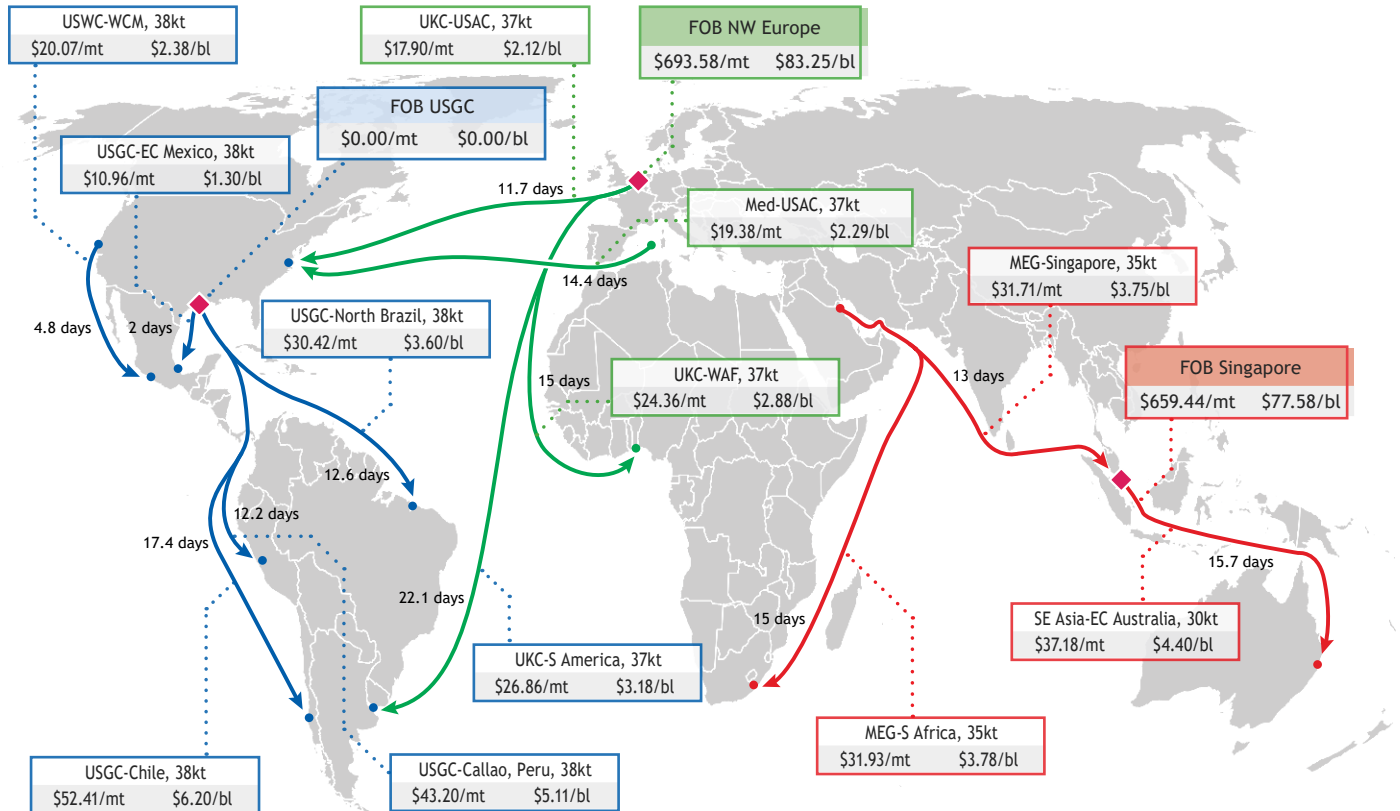 USWC-WCM, 38kt
$20.07/mt $2.38/bl
UKC-USAC, 37kt
$17.90/mt $2.12/bl
FOB NW Europe
$693.58/mt $83.25/bl
FOB USGC
$0.00/mt $0.00/bl
USGC-EC Mexico, 38kt
$10.96/mt $1.30/bl
11.7 days
Med-USAC, 37kt
$19.38/mt $2.29/bl
14.4 days
MEG-Singapore, 35kt
$31.71/mt $3.75/bl
4.8 days
2 days
USGC-North Brazil, 38kt
$30.42/mt $3.60/bl
15 days
UKC-WAF, 37kt
$24.36/mt $2.88/bl
13 days
FOB Singapore
$659.44/mt $77.58/bl
12.6 days
12.2 days
17.4 days
22.1 days
15 days
15.7 days
SE Asia-EC Australia, 30kt
$37.18/mt $4.40/bl
UKC-S America, 37kt
$26.86/mt $3.18/bl
MEG-S Africa, 35kt
$31.93/mt $3.78/bl
USGC-Chile, 38kt
$52.41/mt $6.20/bl
USGC-Callao, Peru, 38kt
$43.20/mt $5.11/bl